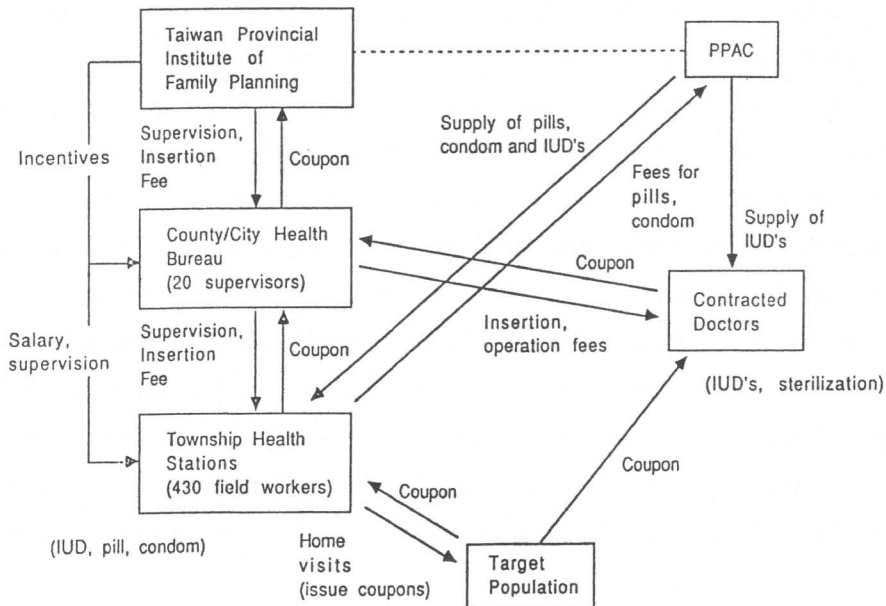 Taiwan Provincial
Institute of
Family Planning
PPAC
Supervision,
Insertion
Fee
Coupon
Incentives
Supply of pills,
condom and IUD's
Fees for
pills,
condom
Supply of
IUD's
County/City Health
Bureau
(20 supervisors)
Coupon
Contracted
Doctors
Insertion,
operation fees
Salary,
supervision
Supervision,
Insertion
Fee
Coupon
(IUD's, sterilization)
Township Health
Stations
(430 field workers)
Coupon
Coupon
(IUD, pill, condom)
Home
visits
(issue coupons)
Target
Population